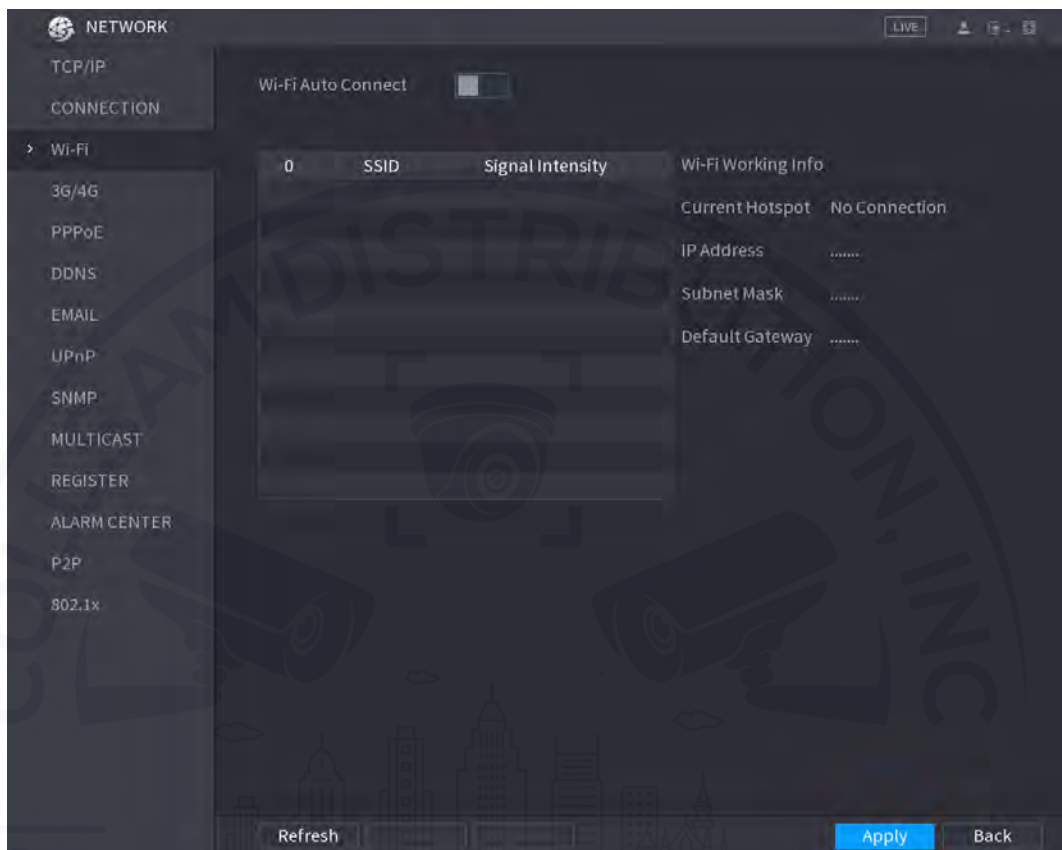 NETWORK
LIVE
TCP/IP
CONNECTION
Wi-Fi
3G/4G
PPPoE
DDNS
EMAIL
UPnP
SNMP
MULTICAST
REGISTER
ALARM CENTER
P2P
802.1x
Wi-Fi Auto Connect
0 SSID Signal Intensity
Wi-Fi Working Info
Current Hotspot No Connection
IP Address .......
Subnet Mask .......
Default Gateway .......
Refresh
Apply
Back